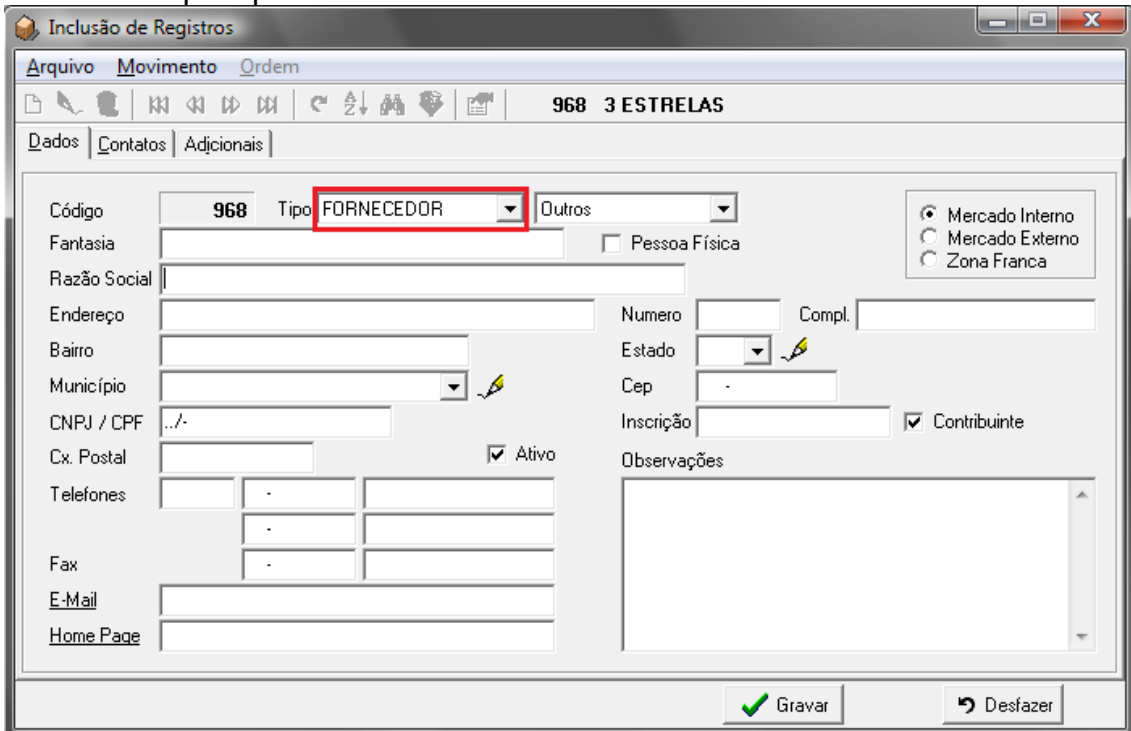 Inclusão de Registros
Arquivo Movimento Ordem
968 3 ESTRELAS
Dados Contatos Adicionais
Código 968 Tipo FORNECEDOR Outros Mercado Interno
Fantasia Pessoa Física Mercado Externo
Zona Franca
Razão Social
Endereço Numero Compl.
Bairro Estado
Município Cep -
CNPJ / CPF ../- Inscrição Contribuinte
Cx. Postal Ativo Observações
Telefones -
-
Fax -
E-Mail
Home Page
Gravar Desfazer